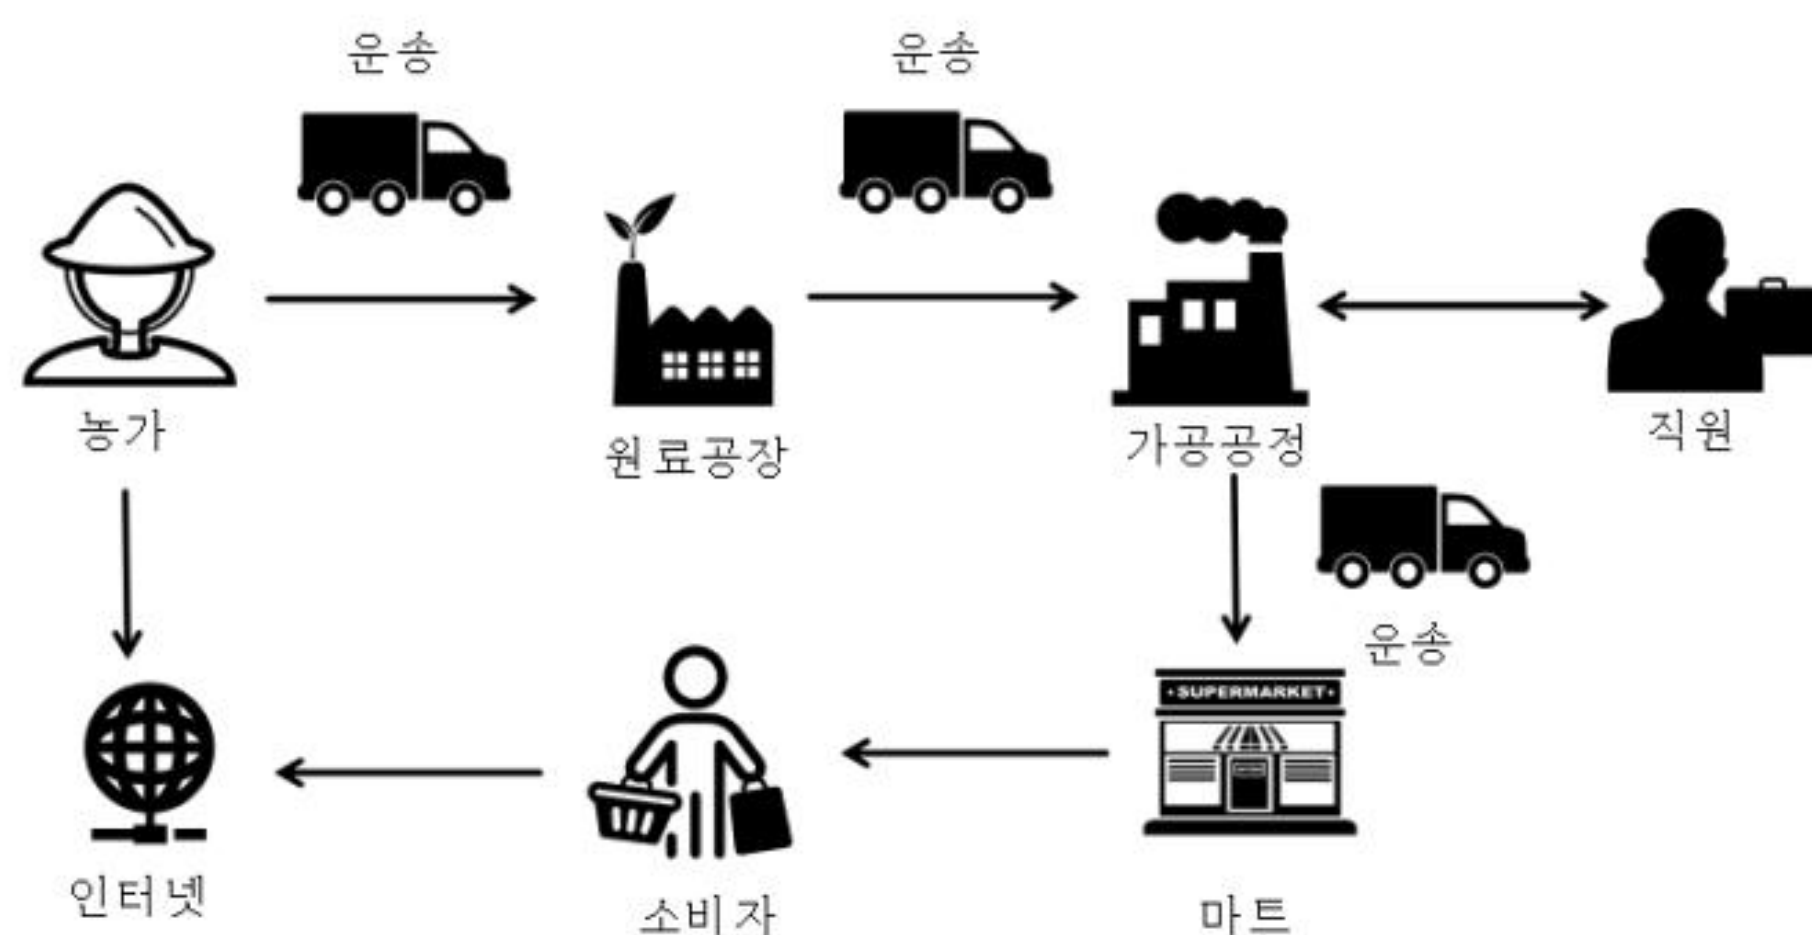 운송
운송
농가
원료공장
가공공정
직원
운송
SUPERMARKET
인터넷
소비자
마트